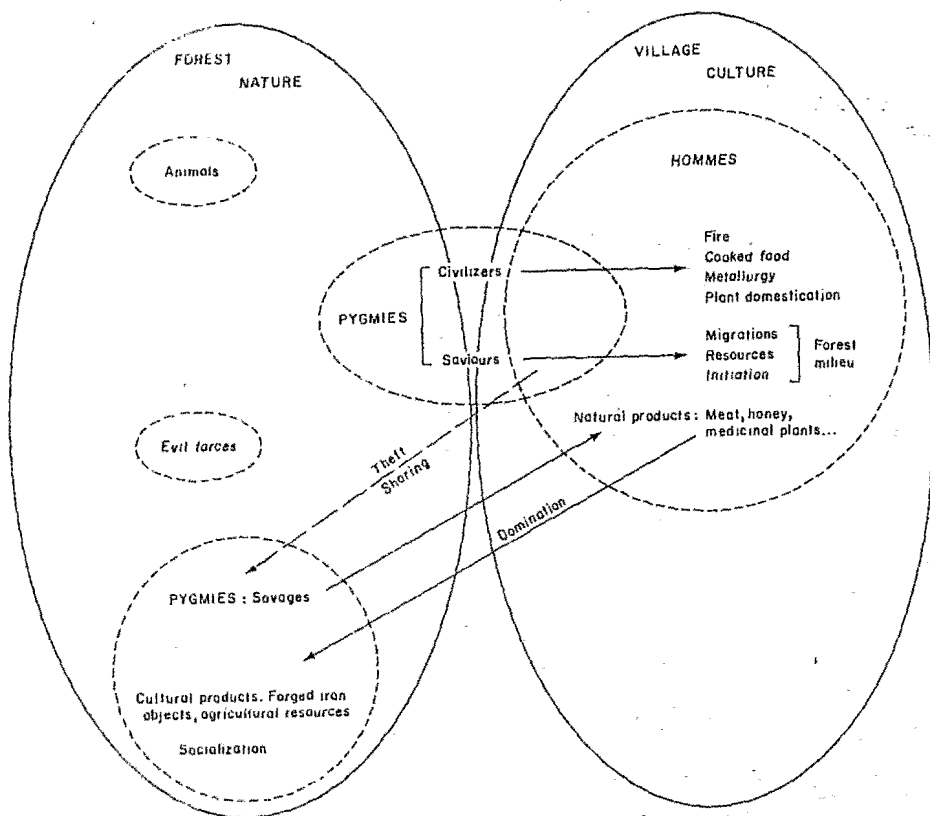 FOREST
NATURE
VILLAGE
CULTURE
Animals
HOMMES
Fire
Cooked food
Metallurgy
Plant domestication
Civilizers
PYGMIES
Saviours
Migrations
Resources
Initiation
Forest
milieu
Natural products : Meat, honey,
medicinal plants...
Evil forces
Theft
Sharing
Domination
PYGMIES : Savages
Cultural products. Forged iron
objects, agricultural resources
Socialization